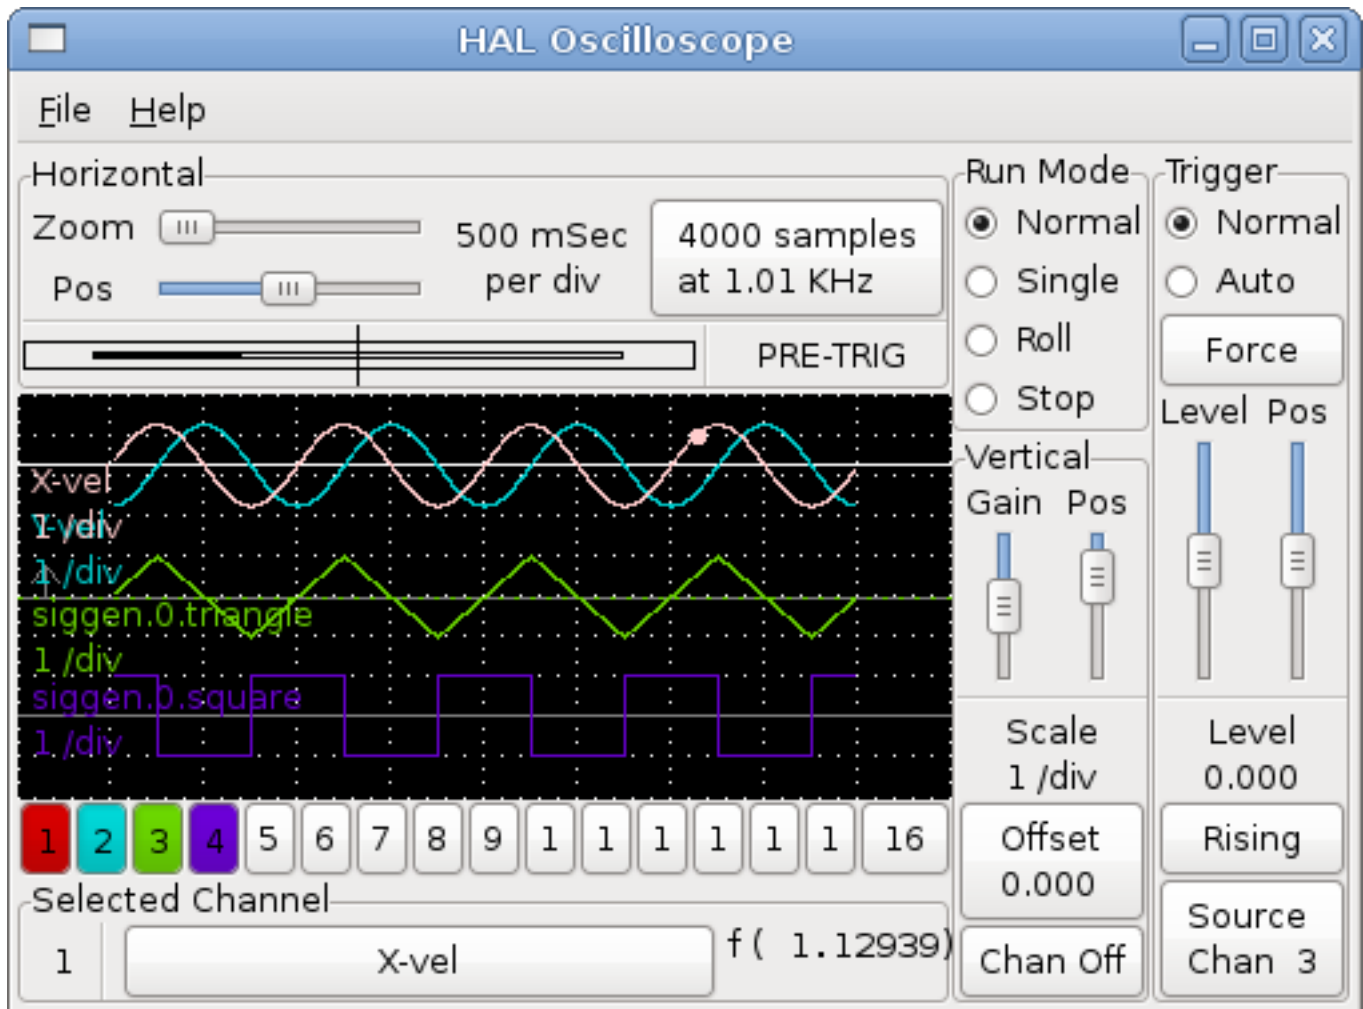 HAL Oscilloscope
File Help
Horizontal
Zoom
Pos
500 mSec
per div
4000 samples
at 1.01 KHz
PRE-TRIG
Run Mode
Normal
Single
Roll
Stop
Trigger
Normal
Auto
Force
Level Pos
Vertical
Gain Pos
X-vel
1 /div
Y-vel
1 /div
siggen.0.triangle
1 /div
siggen.0.square
1 /div
Scale
1 /div
Level
0.000
1 2 3 4 5 6 7 8 9 1 1 1 1 1 1 16
Offset
0.000
Rising
Selected Channel
1 X-vel f( 1.12939)
Chan Off
Source
Chan 3